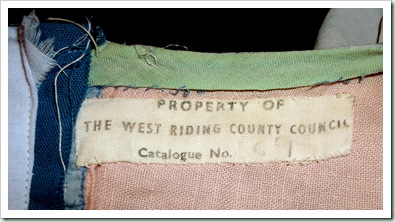 PROPERTY OF
THE WEST RIDING COUNTY COUNCIL
Catalogue No.